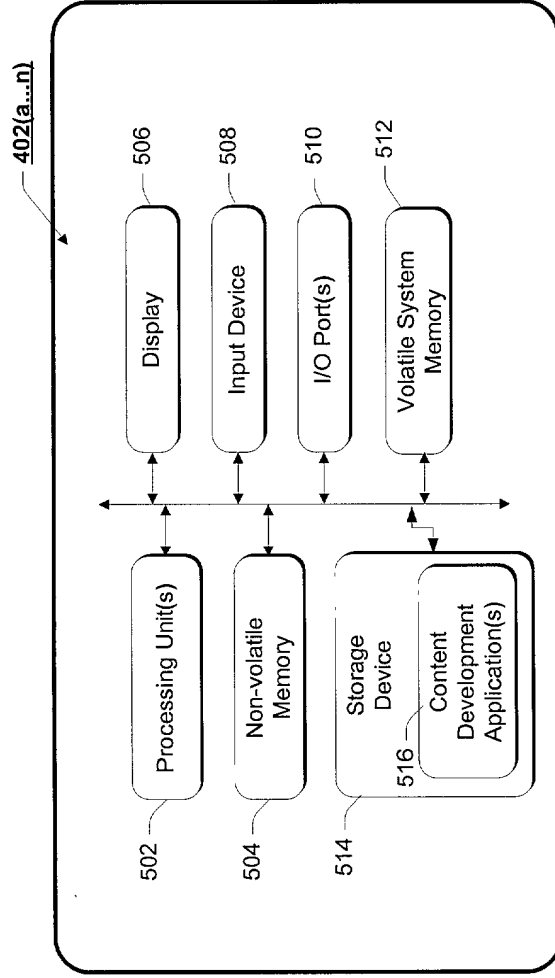 402(a...n)
502
Processing Unit(s)
504
Non-volatile
Memory
514
Storage
Device
516
Content
Development
Application(s)
Display
506
Input Device
508
I/O Port(s)
510
Volatile System
Memory
512